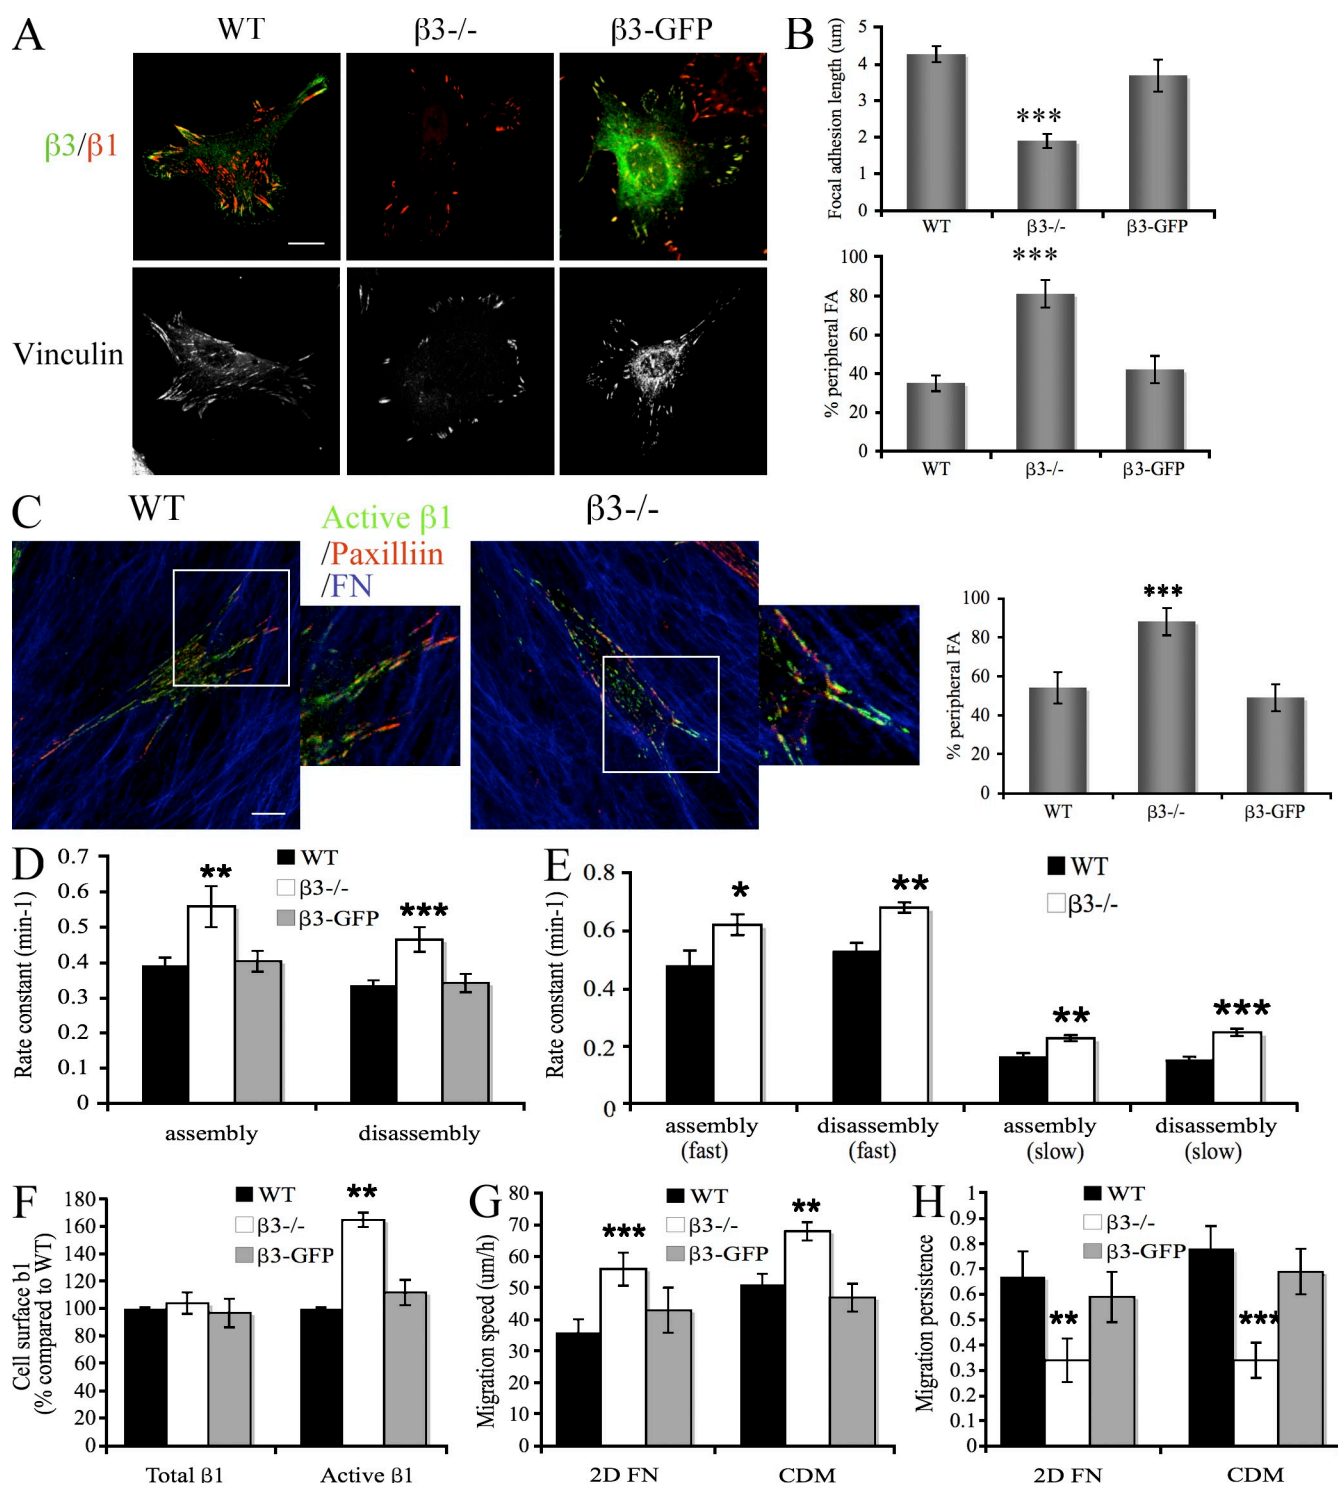 A
WT
β3-/-
β3-GFP
β3/β1
Vinculin
B
Focal adhesion length (um)
5
4
3
2
1
0
***
WT
β3-/-
β3-GFP
% peripheral FA
100
80
60
40
20
0
***
WT
β3-/-
β3-GFP
C
WT
Active β1
/Paxilliin
/FN
β3-/-
% peripheral FA
100
80
60
40
20
0
***
WT
β3-/-
β3-GFP
D
Rate constant (min-1)
0.7
0.6
0.5
0.4
0.3
0.2
0.1
0
**
***
WT
β3-/-
β3-GFP
assembly
disassembly
E
Rate constant (min-1)
0.8
0.6
0.4
0.2
0
*
**
**
***
WT
β3-/-
assembly
(fast)
disassembly
(fast)
assembly
(slow)
disassembly
(slow)
F
Cell surface b1
(% compared to WT)
180
160
140
120
100
80
60
40
20
0
**
WT
β3-/-
β3-GFP
Total β1
Active β1
G
Migration speed (um/h)
80
70
60
50
40
30
20
10
0
***
**
WT
β3-/-
β3-GFP
2D FN
CDM
H
Migration persistence
1
0.9
0.8
0.7
0.6
0.5
0.4
0.3
0.2
0.1
0
**
***
WT
β3-/-
β3-GFP
2D FN
CDM